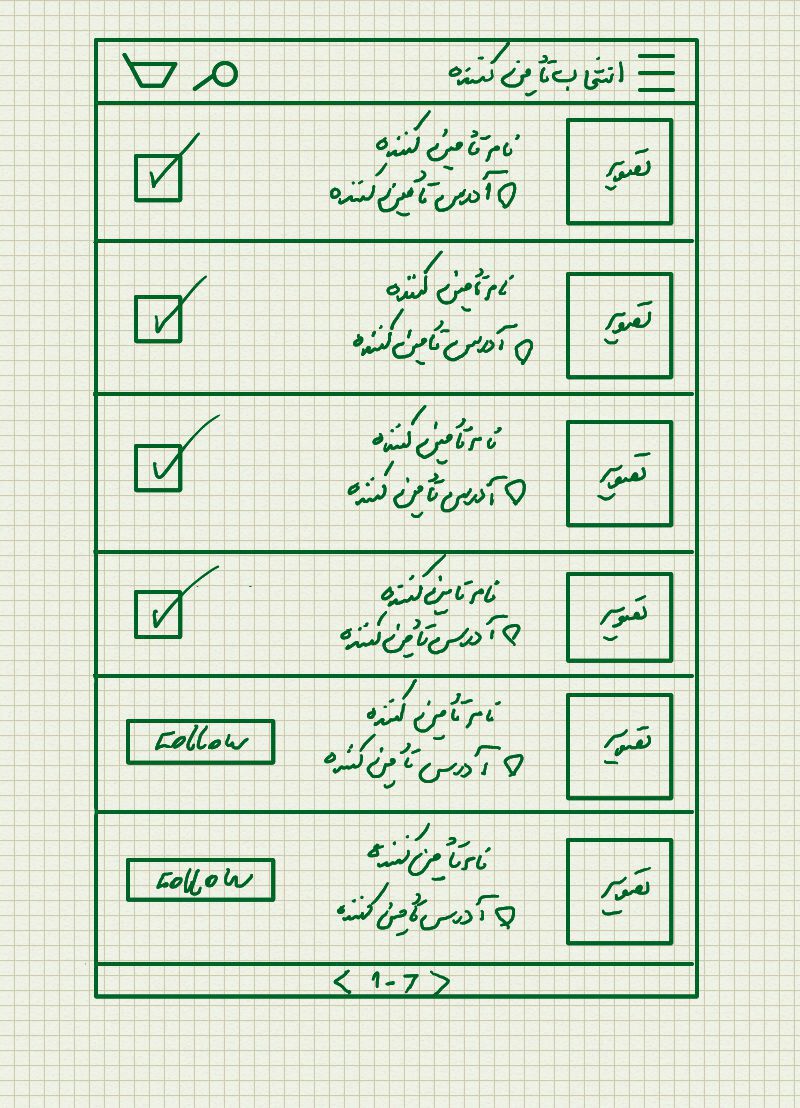 انتخاب تأمین کننده
تصویر
نام تأمین کننده
آدرس تأمین کننده
تصویر
نام تأمین کننده
آدرس تأمین کننده
تصویر
نام تأمین کننده
آدرس تأمین کننده
تصویر
نام تامین کننده
آدرس تأمین کننده
تصویر
نام تأمین کننده
آدرس تأمین کننده
Follow
تصویر
نام تأمین کننده
آدرس تأمین کننده
Follow
< 1-7 >